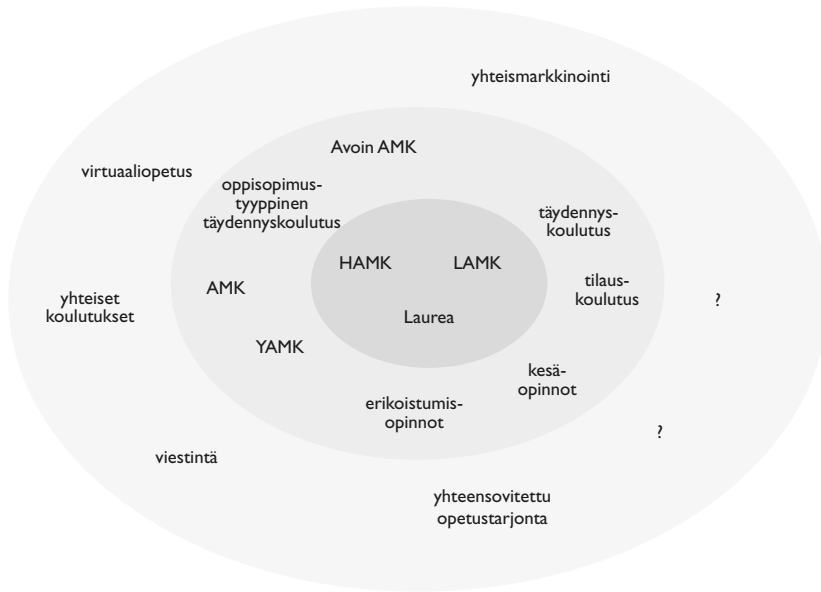 yhteismarkkinointi
Avoin AMK
virtuaaliopetus
oppisopimus-
tyyppinen
täydennyskoulutus
täydennys-
koulutus
HAMK
LAMK
AMK
tilaus-
koulutus
yhteiset
koulutukset
?
Laurea
YAMK
kesä-
opinnot
erikoistumis-
opinnot
?
viestintä
yhteensovitettu
opetustarjonta